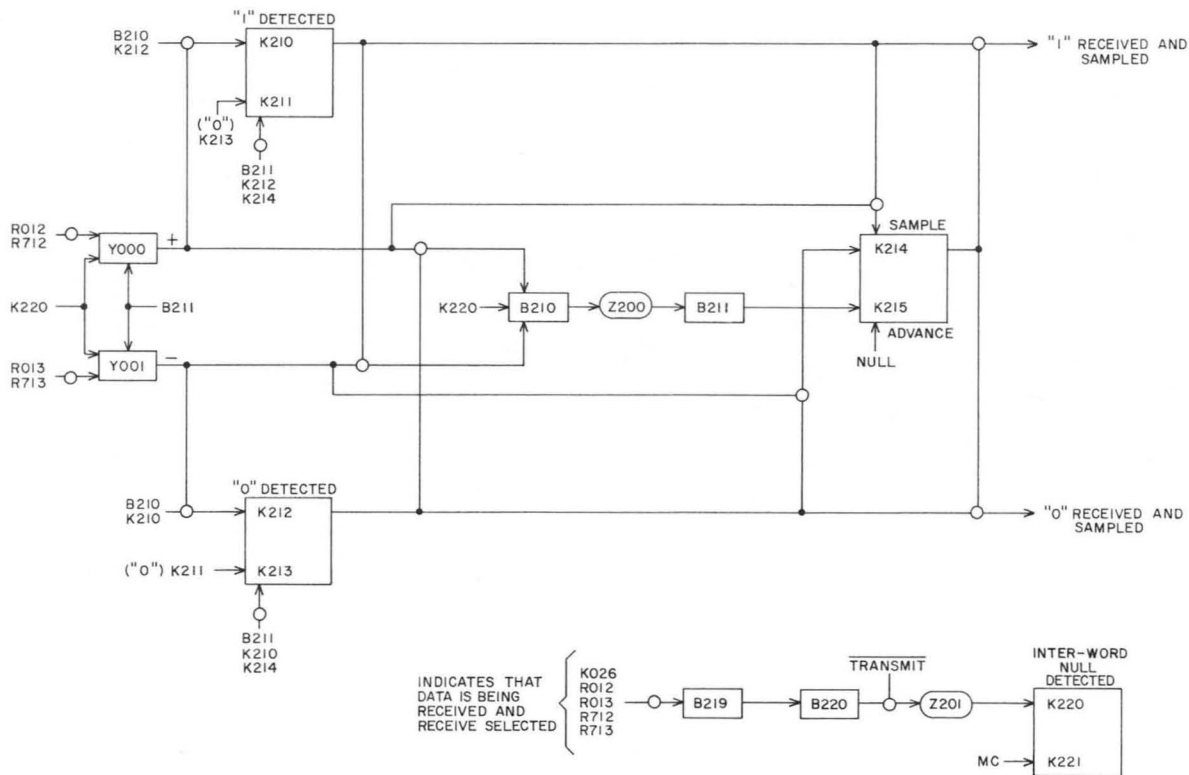 "1" DETECTED
B210
K212
K210
"1" RECEIVED AND
SAMPLED
K211
("0")
K213
B211
K212
K214
R012
R712
Y000
+
SAMPLE
K214
K220
B211
K220
B210
Z200
B211
K215
ADVANCE
NULL
R013
R713
Y001
−
"0" DETECTED
B210
K210
K212
"0" RECEIVED AND
SAMPLED
("0") K211
K213
B211
K210
K214
INDICATES THAT
DATA IS BEING
RECEIVED AND
RECEIVE SELECTED
K026
R012
R013
R712
R713
B219
B220
TRANSMIT
Z201
INTER-WORD
NULL
DETECTED
K220
MC
K221